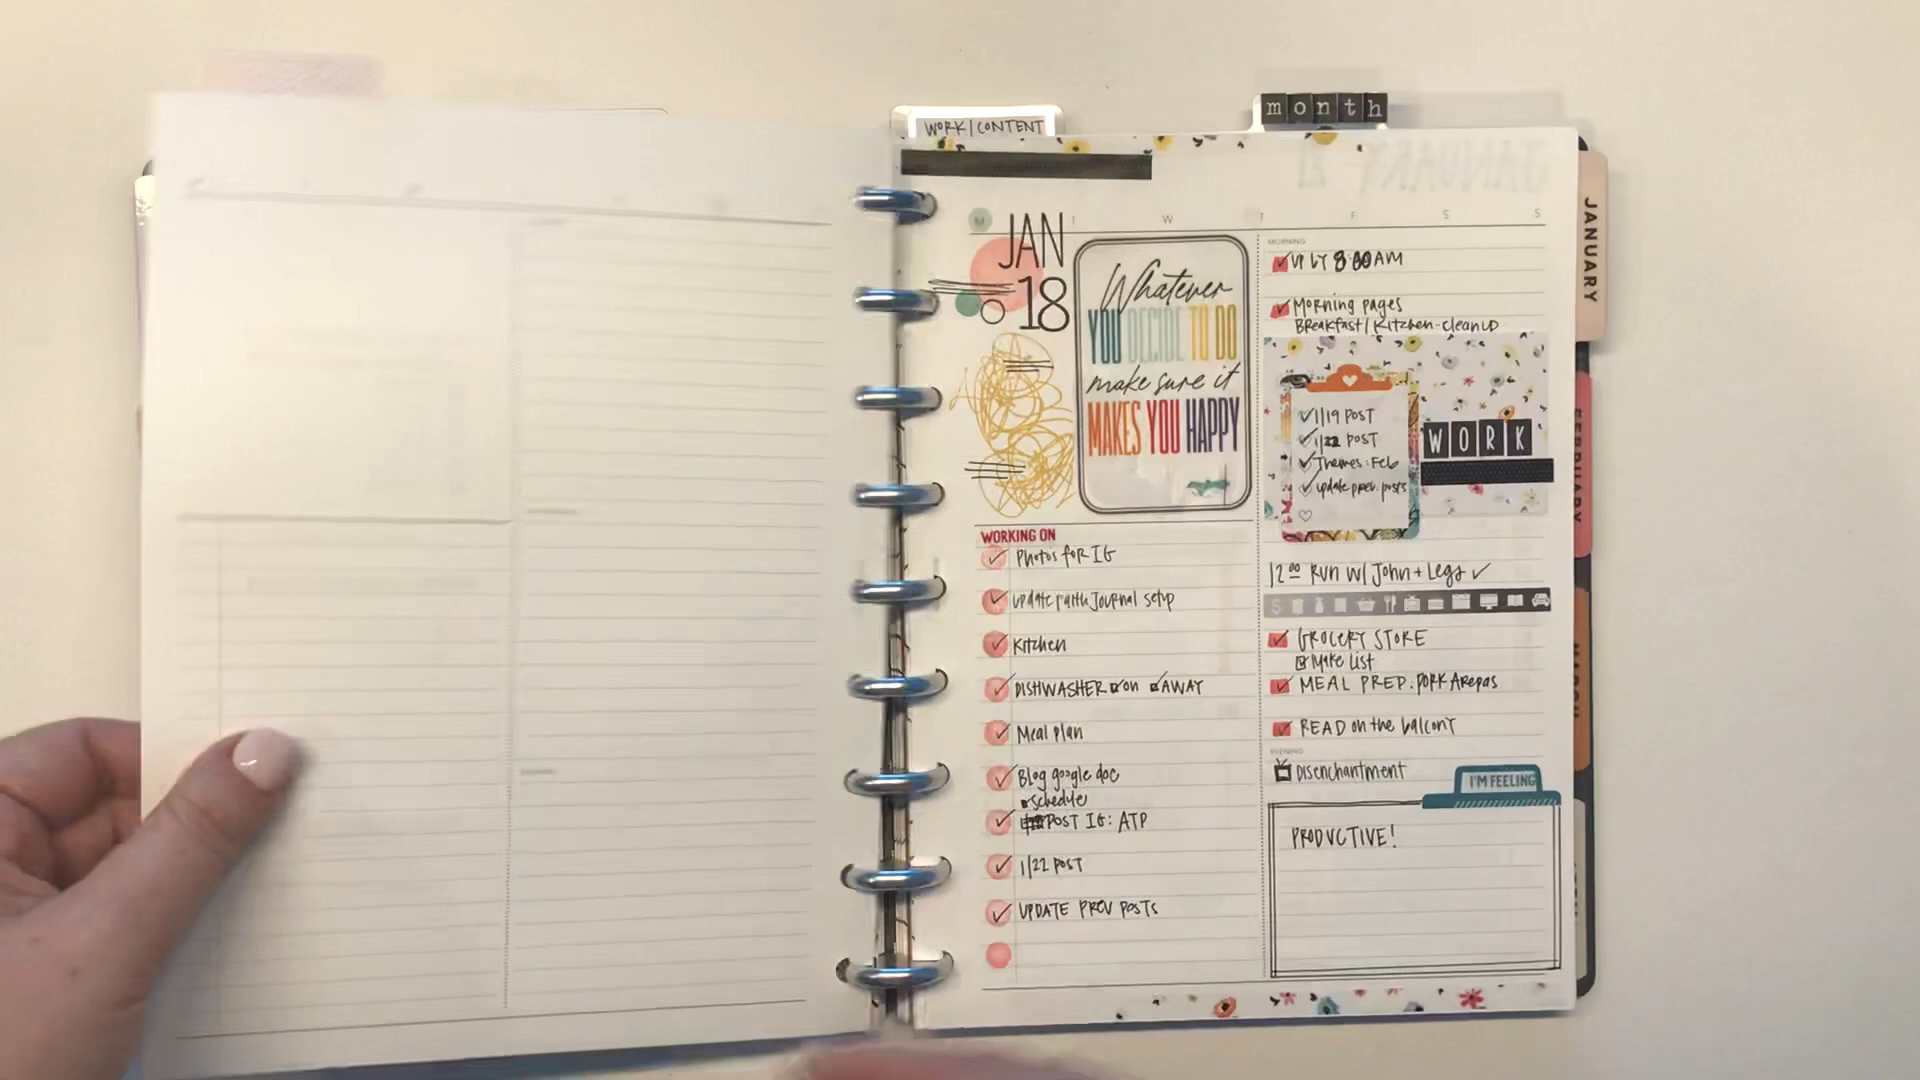 month
WORK | CONTENT
JANUARY
M T W T F S S
JAN
18
Whatever
YOU DECIDE TO DO
make sure it
MAKES YOU HAPPY
WORKING ON
Photos for IG
update faith journal setup
Kitchen
DISHWASHER on AWAY
Meal plan
Blog google doc
schedule
POST IG: ATP
1/22 POST
UPDATE PREV POSTS
MORNING
UP BY 8:00AM
Morning pages
Breakfast/Kitchen-cleanup
1/19 POST
1/22 POST
Themes: Feb
update prev. posts
WORK
12 00 RUN W/ John + Legs
GROCERY STORE
Make List
MEAL PREP: PORK Arepas
READ on the balcony
EVENING
Disenchantment
I'M FEELING
PRODUCTIVE!
JANUARY
FEBRUARY